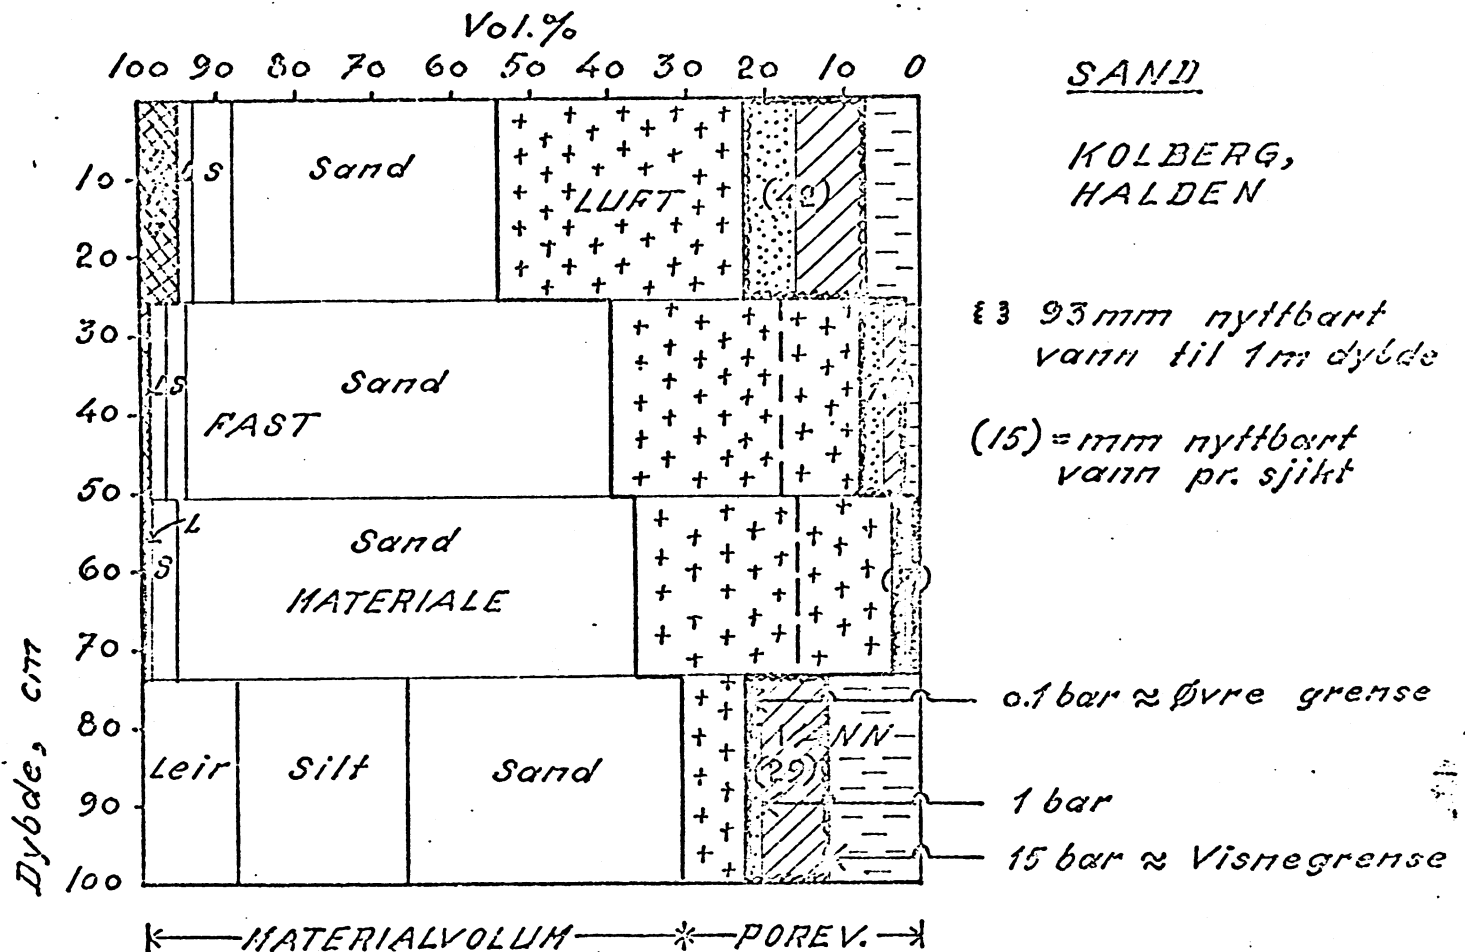 Vol.%
100 90 80 70 60 50 40 30 20 10 0
SAND
KOLBERG,
HALDEN
10
20
30
40
50
60
70
80
90
100
Dybde, cm
S
Sand
LUFT
(42)
S
Sand
FAST
L
S
Sand
MATERIALE
Leir
Silt
Sand
(29)
93mm nyttbart
vann til 1m dybde
(15) = mm nyttbart
vann pr. sjikt
0.1 bar ≈ Øvre grense
1 bar
15 bar ≈ Visnegrense
MATERIALVOLUM
POREV.